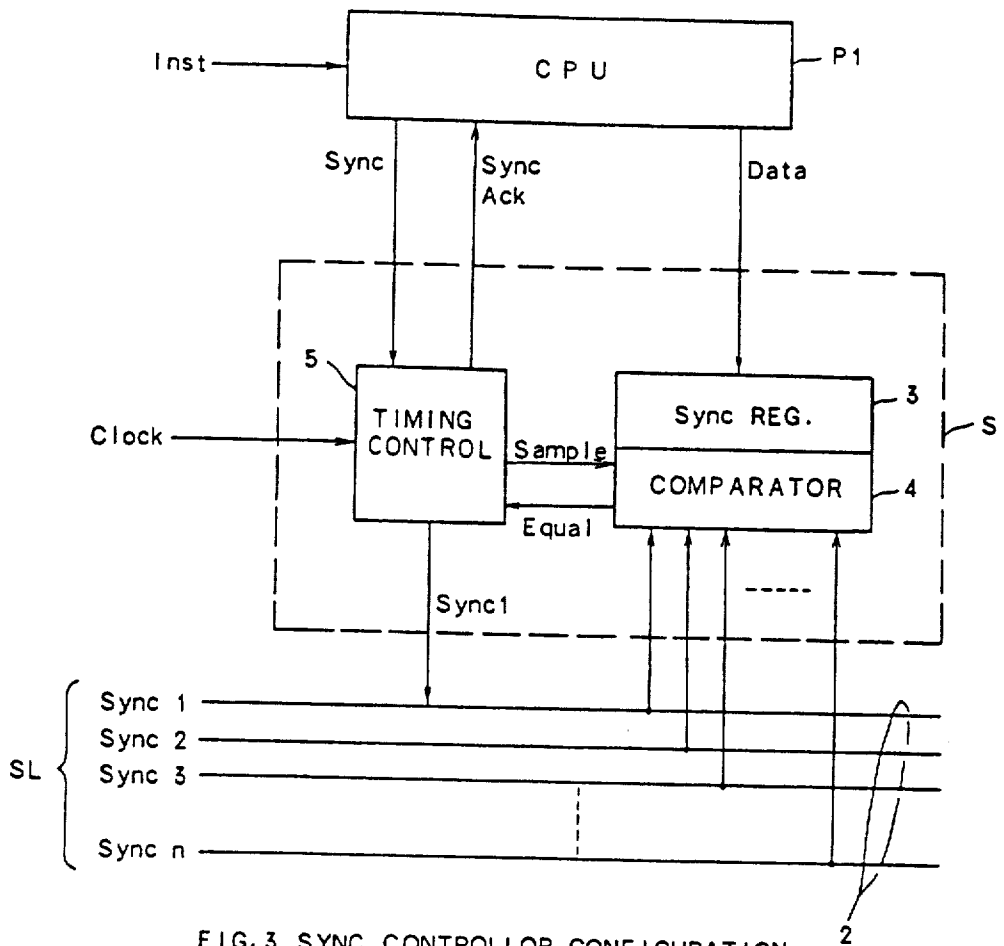 CPU
P1
Inst
Sync
Sync
Ack
Data
5
TIMING
CONTROL
Clock
Sample
Equal
Sync REG.
3
COMPARATOR
4
S
Sync1
SL
Sync 1
Sync 2
Sync 3
Sync n
2
FIG.3 SYNC CONTROLLOR CONFIGURATION